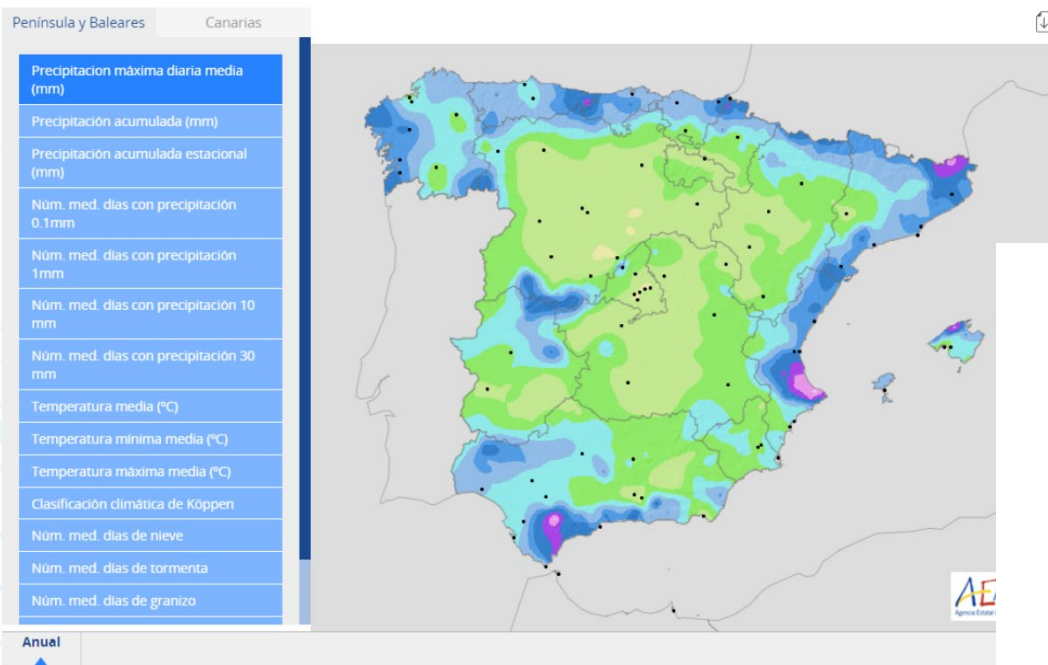 Península y Baleares
Canarias
Precipitacion máxima diaria media
(mm)
Precipitación acumulada (mm)
Precipitación acumulada estacional
(mm)
Núm. med. días con precipitación
0.1mm
Núm. med. días con precipitación
1mm
Núm. med. días con precipitación 10
mm
Núm. med. días con precipitación 30
mm
Temperatura media (ºC)
Temperatura mínima media (ºC)
Temperatura máxima media (ºC)
Clasificación climática de Köppen
Núm. med. días de nieve
Núm. med. días de tormenta
Núm. med. días de granizo
Agencia Estatal
Anual